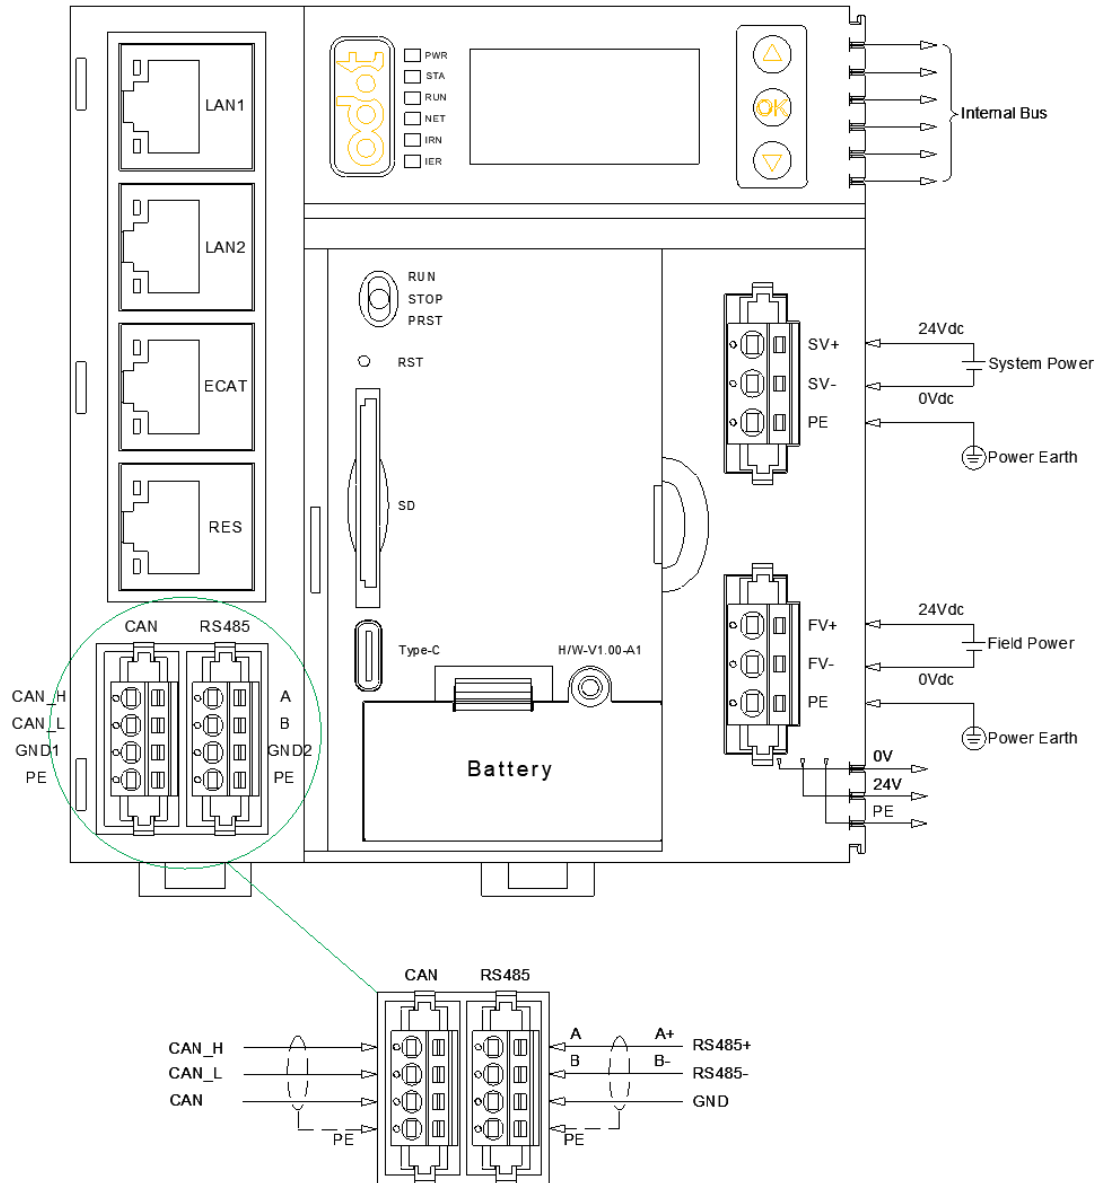 LAN1
LAN2
ECAT
RES
odot
PWR
STA
RUN
NET
IRN
IER
OK
Internal Bus
RUN
STOP
PRST
RST
SD
Type-C
H/W-V1.00-A1
Battery
SV+
SV-
PE
24Vdc
System Power
0Vdc
Power Earth
FV+
FV-
PE
24Vdc
Field Power
0Vdc
Power Earth
0V
24V
PE
CAN RS485
CAN_H
CAN_L
GND1
PE
A
B
GND2
PE
CAN RS485
CAN_H
CAN_L
CAN
PE
A A+ RS485+
B B- RS485-
GND
PE